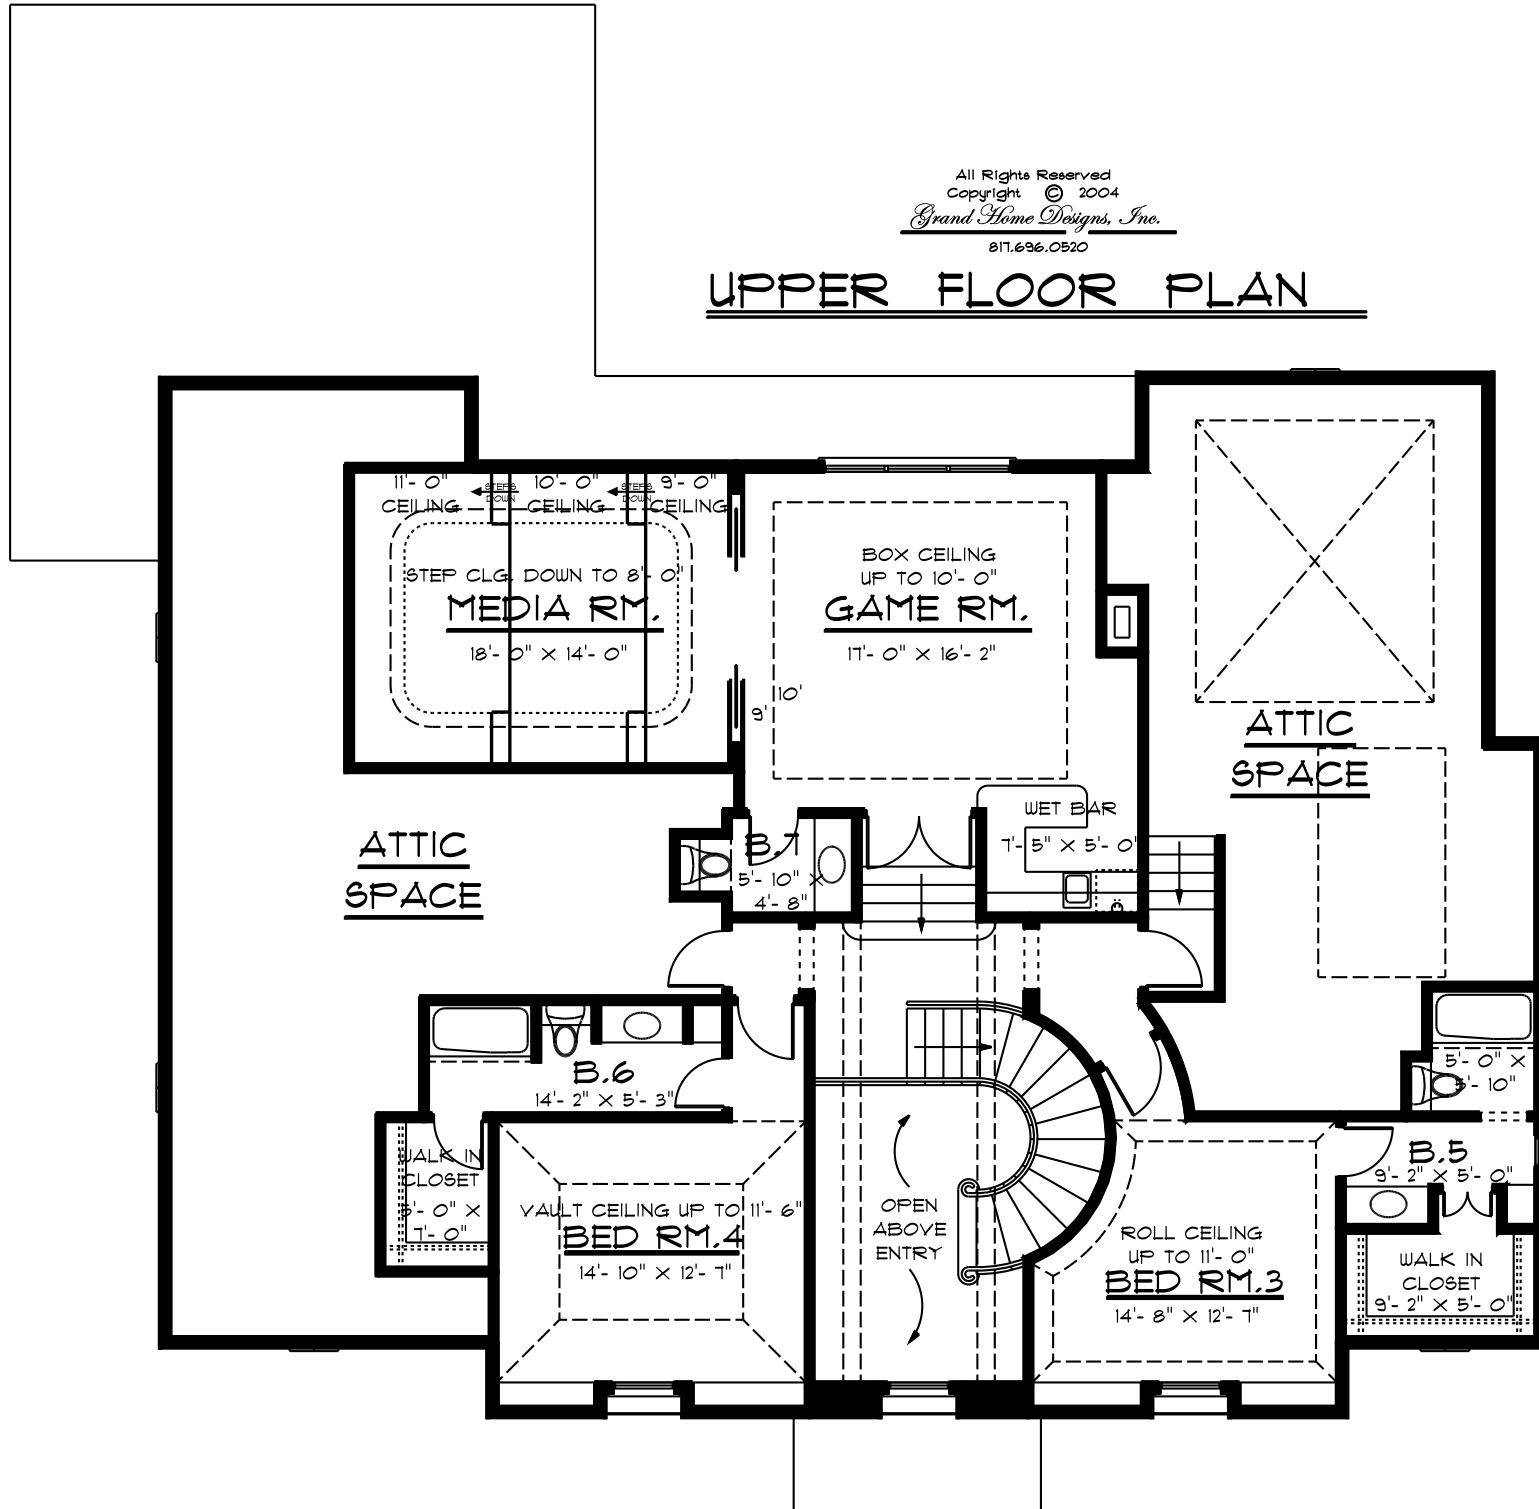 All Rights Reserved
Copyright © 2004
Grand Home Designs, Inc.
817.696.0520
UPPER FLOOR PLAN
11'- 0"
CEILING
STEPS
DOWN
10'- 0"
CEILING
STEPS
DOWN
9'- 0"
CEILING
STEP CLG. DOWN TO 8'- 0"
MEDIA RM.
18'- 0" X 14'- 0"
BOX CEILING
UP TO 10'- 0"
GAME RM.
17'- 0" X 16'- 2"
10'
9'
ATTIC
SPACE
WET BAR
7'- 5" X 5'- 0"
B.7
5'- 10" X
4'- 8"
ATTIC
SPACE
B.6
14'- 2" X 5'- 3"
5'- 0" X
5'- 10"
B.5
9'- 2" X 5'- 0"
WALK IN
CLOSET
5'- 0" X
7'- 0"
VAULT CEILING UP TO 11'- 6"
BED RM.4
14'- 10" X 12'- 7"
OPEN
ABOVE
ENTRY
ROLL CEILING
UP TO 11'- 0"
BED RM.3
14'- 8" X 12'- 7"
WALK IN
CLOSET
9'- 2" X 5'- 0"